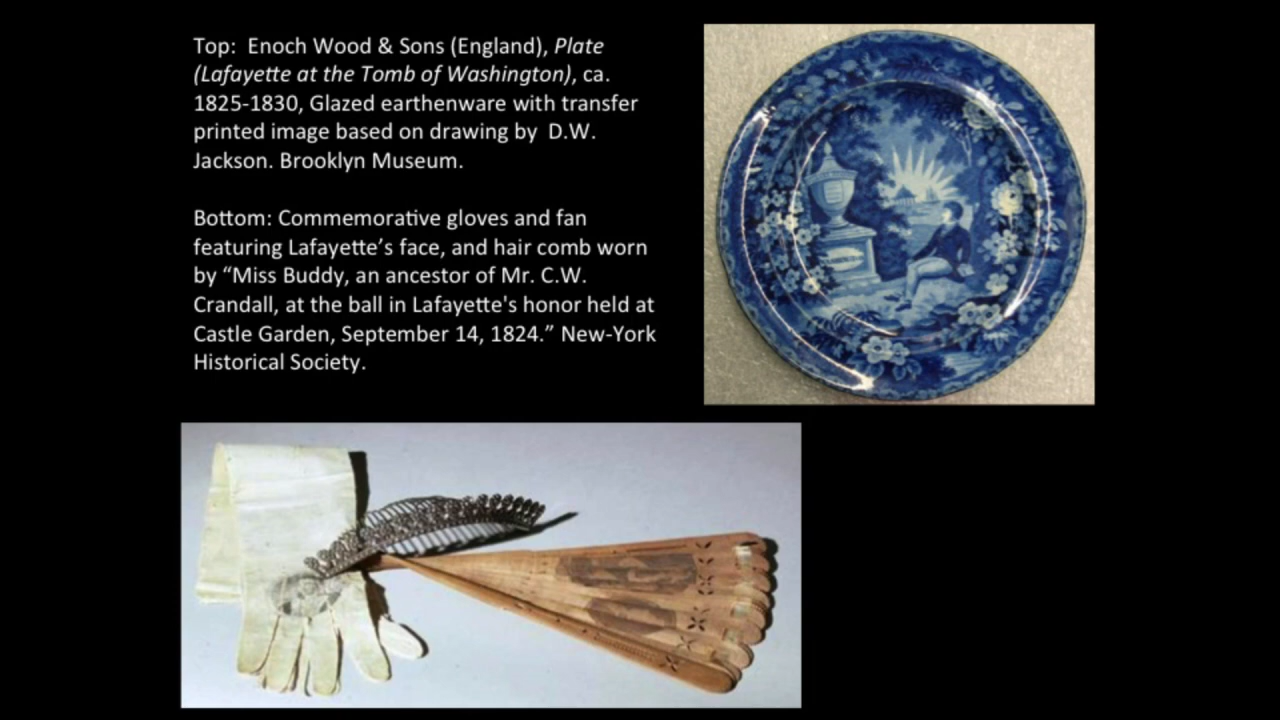 Top:  Enoch Wood & Sons (England), Plate
(Lafayette at the Tomb of Washington), ca.
1825-1830, Glazed earthenware with transfer
printed image based on drawing by  D.W.
Jackson. Brooklyn Museum.
Bottom: Commemorative gloves and fan
featuring Lafayette’s face, and hair comb worn
by “Miss Buddy, an ancestor of Mr. C.W.
Crandall, at the ball in Lafayette's honor held at
Castle Garden, September 14, 1824.” New-York
Historical Society.